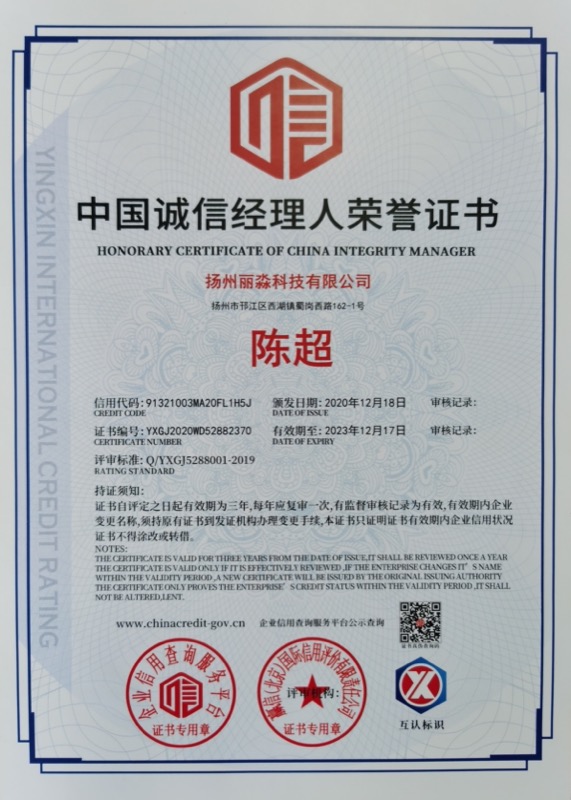 YINGXIN INTERNATIONAL CREDIT RATING
中国诚信经理人荣誉证书
HONORARY CERTIFICATE OF CHINA INTEGRITY MANAGER
扬州丽淼科技有限公司
扬州市邗江区西湖镇蜀岗西路162-1号
陈超
信用代码:91321003MA20FL1H5J 颁发日期:2020年12月18日 审核记录:
CREDIT CODE DATE OF ISSUE
证书编号:YXGJ2020WD52882370 有效期至:2023年12月17日 审核记录:
CERTIFICATE NUMBER DATE OF EXPIRY
评审标准:Q/YXGJ5288001-2019
RATING STANDARD
持证须知:
证书自评定之日起有效期为三年,每年应复审一次,有监督审核记录为有效,有效期内企业
变更名称,须持原有证书到发证机构办理变更手续,本证书只证明证书有效期内企业信用状况
证书不得涂改或转借。
NOTES:
THE CERTIFICATE IS VALID FOR THREE YEARS FROM THE DATE OF ISSUE,IT SHALL BE REVIEWED ONCE A YEAR
THE CERTIFICATE IS VALID ONLY IF IT IS EFFECTIVELY REVIEWED ,IF THE ENTERPRISE CHANGES IT" S NAME
WITHIN THE VALIDITY PERIOD ,A NEW CERTIFICATE WILL BE ISSUED BY THE ORIGINAL ISSUING AUTHORITY
THE CERTIFICATE ONLY PROVES THE ENTERPRISE" S CREDIT STATUS WITHIN THE VALIDITY PERIOD ,IT SHALL
NOT BE ALTERED,LENT.
www.chinacredit-gov.cn 企业信用查询服务平台公示查询
企业信用查询服务平台
证书专用章
(北京)国际信用评价有限责任公司
评审机构:
证书专用章
互认标识